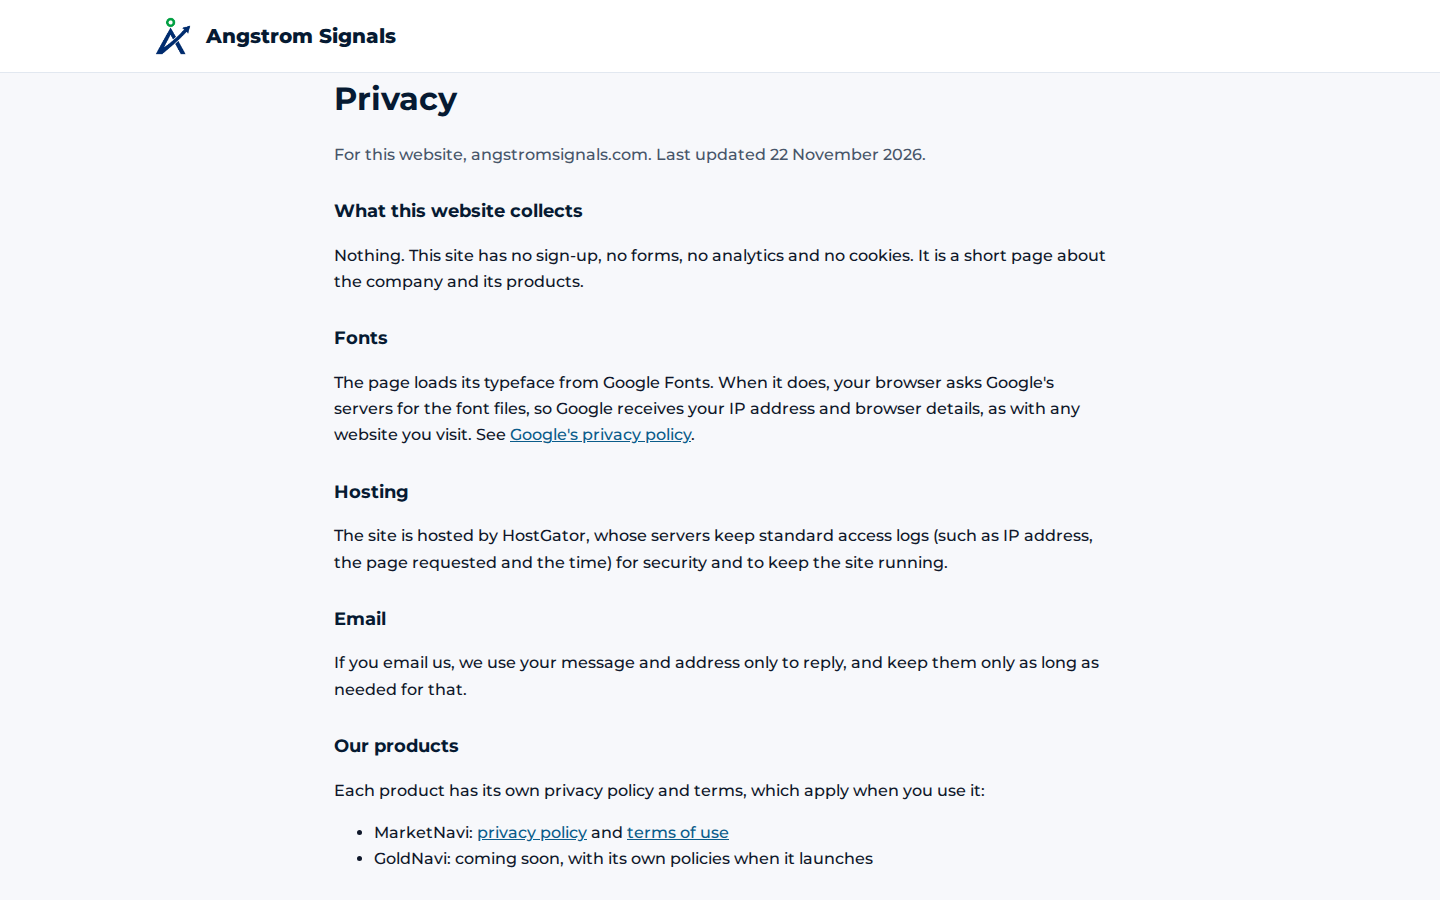 Angstrom Signals
Privacy
For this website, angstromsignals.com. Last updated 22 November 2026.
What this website collects
Nothing. This site has no sign-up, no forms, no analytics and no cookies. It is a short page about
the company and its products.
Fonts
The page loads its typeface from Google Fonts. When it does, your browser asks Google's
servers for the font files, so Google receives your IP address and browser details, as with any
website you visit. See Google's privacy policy.
Hosting
The site is hosted by HostGator, whose servers keep standard access logs (such as IP address,
the page requested and the time) for security and to keep the site running.
Email
If you email us, we use your message and address only to reply, and keep them only as long as
needed for that.
Our products
Each product has its own privacy policy and terms, which apply when you use it:
• MarketNavi: privacy policy and terms of use
• GoldNavi: coming soon, with its own policies when it launches